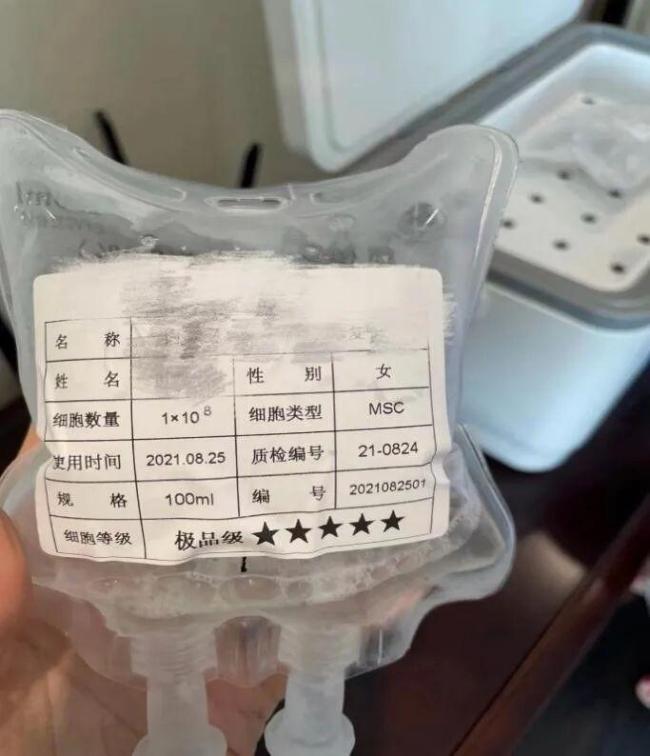 名 称
姓 名 性 别 女
细胞数量 1×10⁸ 细胞类型 MSC
使用时间 2021.08.25 质检编号 21-0824
规 格 100ml 编 号 2021082501
细胞等级 极品级 ★★★★★